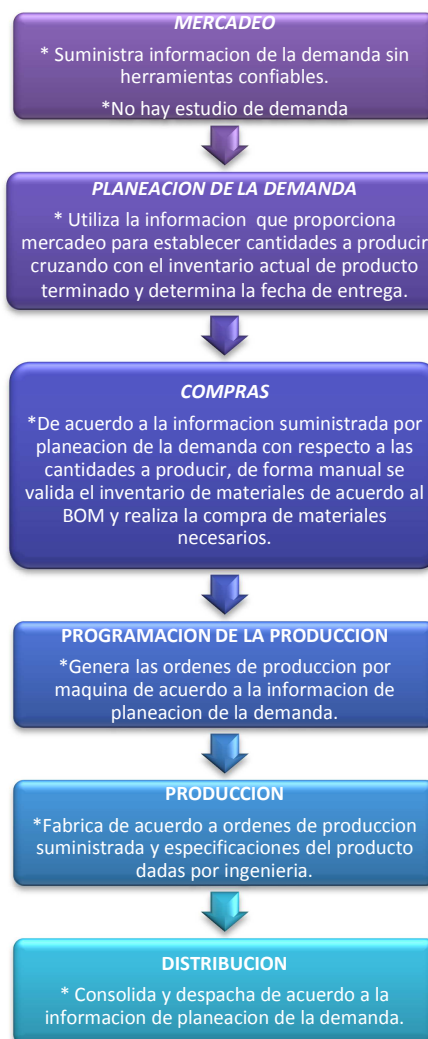 MERCADEO
* Suministra informacion de la demanda sin
herramientas confiables.
*No hay estudio de demanda
PLANEACION DE LA DEMANDA
* Utiliza la informacion que proporciona
mercadeo para establecer cantidades a producir
cruzando con el inventario actual de producto
terminado y determina la fecha de entrega.
COMPRAS
*De acuerdo a la informacion suministrada por
planeacion de la demanda con respecto a las
cantidades a producir, de forma manual se
valida el inventario de materiales de acuerdo al
BOM y realiza la compra de materiales
necesarios.
PROGRAMACION DE LA PRODUCCION
*Genera las ordenes de produccion por
maquina de acuerdo a la informacion de
planeacion de la demanda.
PRODUCCION
*Fabrica de acuerdo a ordenes de produccion
suministrada y especificaciones del producto
dadas por ingenieria.
DISTRIBUCION
* Consolida y despacha de acuerdo a la
informacion de planeacion de la demanda.